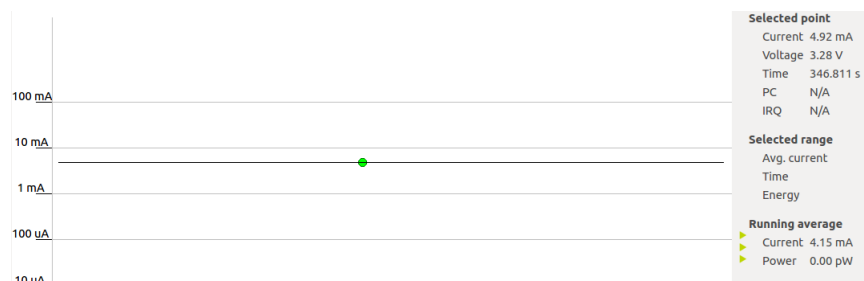 100 mA
10 mA
1 mA
100 uA
10 uA
Selected point
Current 4.92 mA
Voltage 3.28 V
Time 346.811 s
PC N/A
IRQ N/A
Selected range
Avg. current
Time
Energy
Running average
Current 4.15 mA
Power 0.00 pW